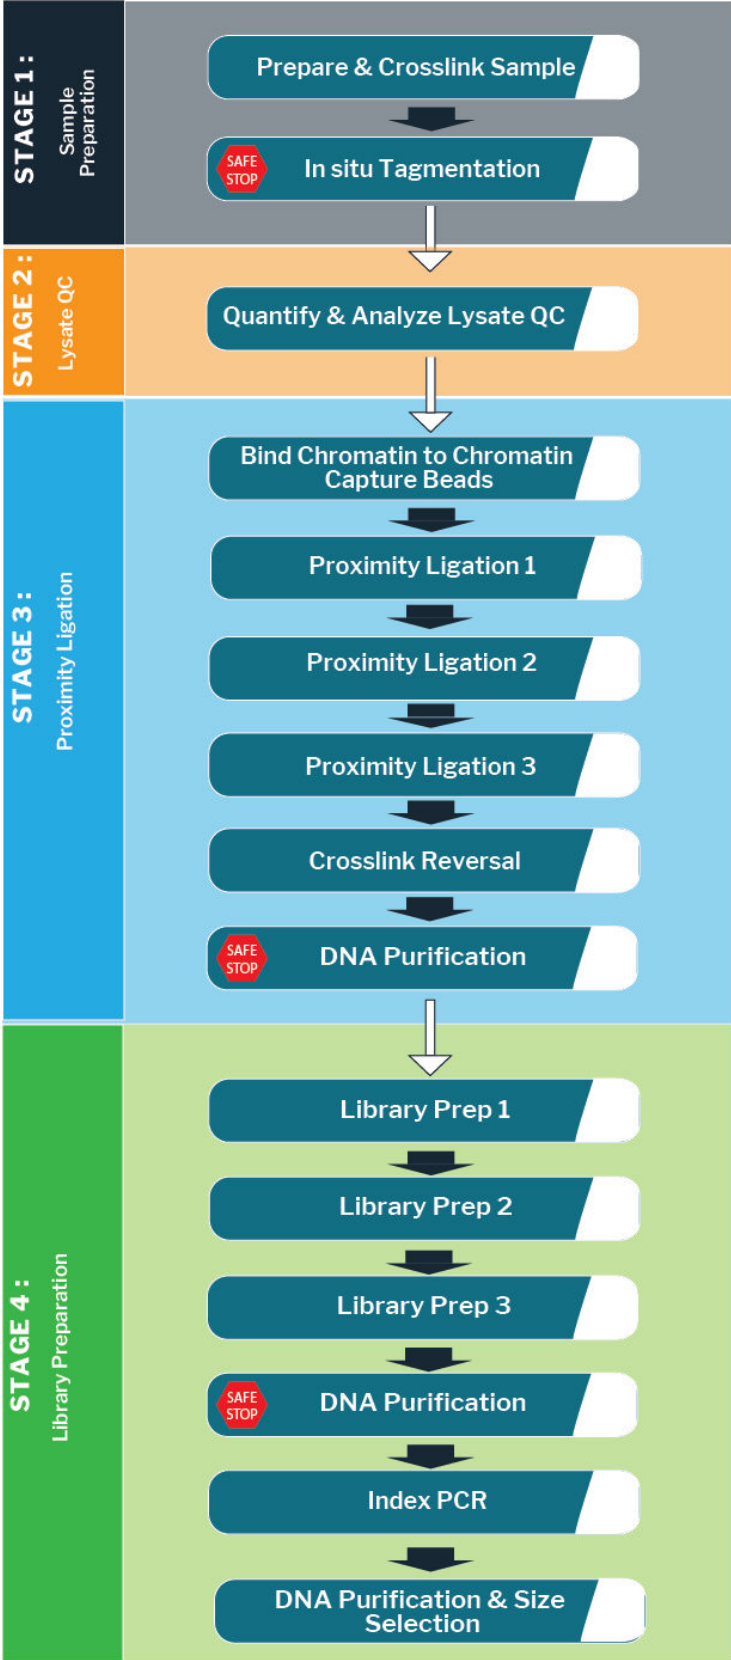 STAGE 1 :
Sample
Preparation
Prepare & Crosslink Sample
SAFE
STOP
In situ Tagmentation
STAGE 2 :
Lysate QC
Quantify & Analyze Lysate QC
STAGE 3 :
Proximity Ligation
Bind Chromatin to Chromatin
Capture Beads
Proximity Ligation 1
Proximity Ligation 2
Proximity Ligation 3
Crosslink Reversal
SAFE
STOP
DNA Purification
STAGE 4 :
Library Preparation
Library Prep 1
Library Prep 2
Library Prep 3
SAFE
STOP
DNA Purification
Index PCR
DNA Purification & Size
Selection